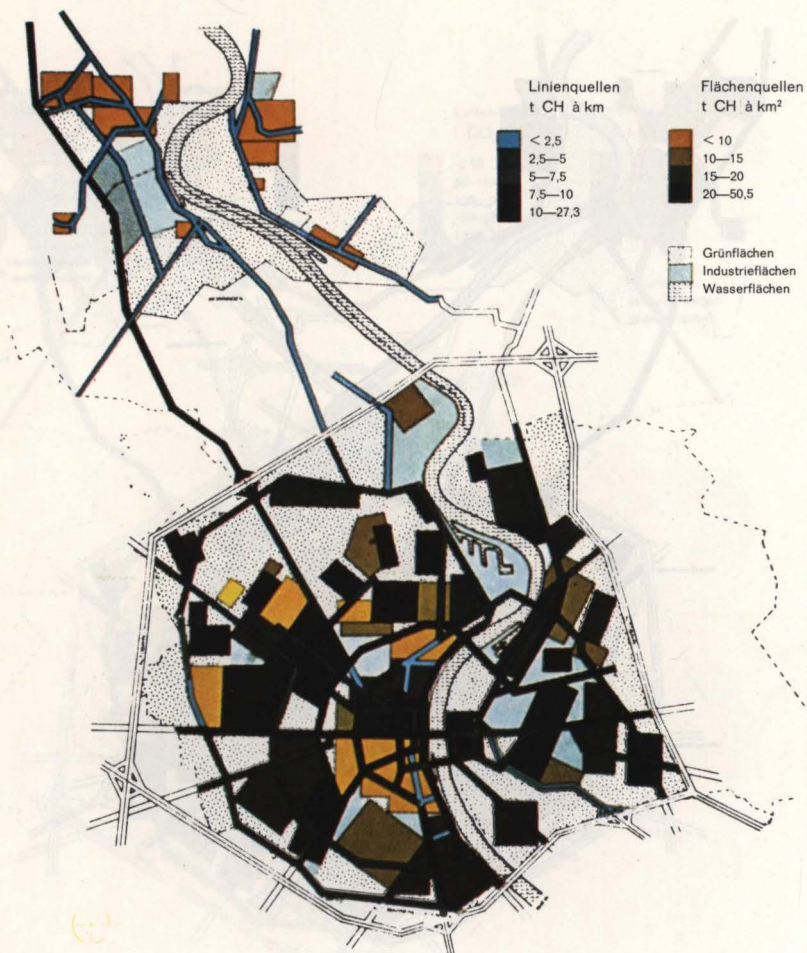 Linienquellen
t CH à km
< 2,5
2,5—5
5—7,5
7,5—10
10—27,3
Flächenquellen
t CH à km²
< 10
10—15
15—20
20—50,5
Grünflächen
Industrieflächen
Wasserflächen